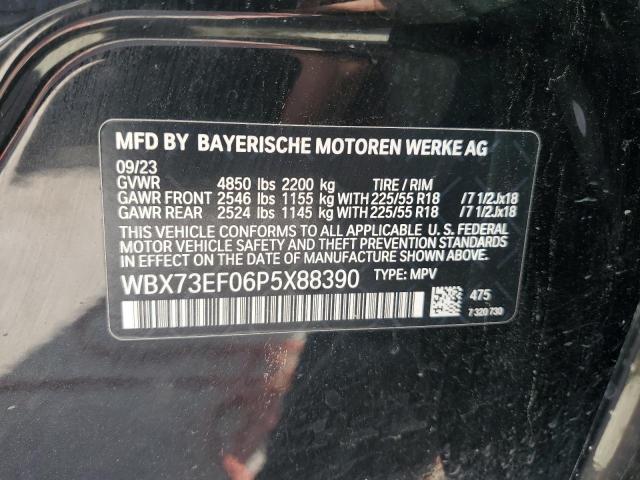 MFD BY BAYERISCHE MOTOREN WERKE AG
09/23
GVWR 4850 lbs 2200 kg TIRE / RIM
GAWR FRONT 2546 lbs 1155 kg WITH 225/55 R18 /7 1/2Jx18
GAWR REAR 2524 lbs 1145 kg WITH 225/55 R18 /7 1/2Jx18
THIS VEHICLE CONFORMS TO ALL APPLICABLE U. S. FEDERAL
MOTOR VEHICLE SAFETY, BUMPER, AND THEFT PREVENTION STANDARDS
IN EFFECT ON THE DATE OF MANUFACTURE SHOWN ABOVE.
WBX73EF06P5X88390 TYPE: MPV
475
7 320 730